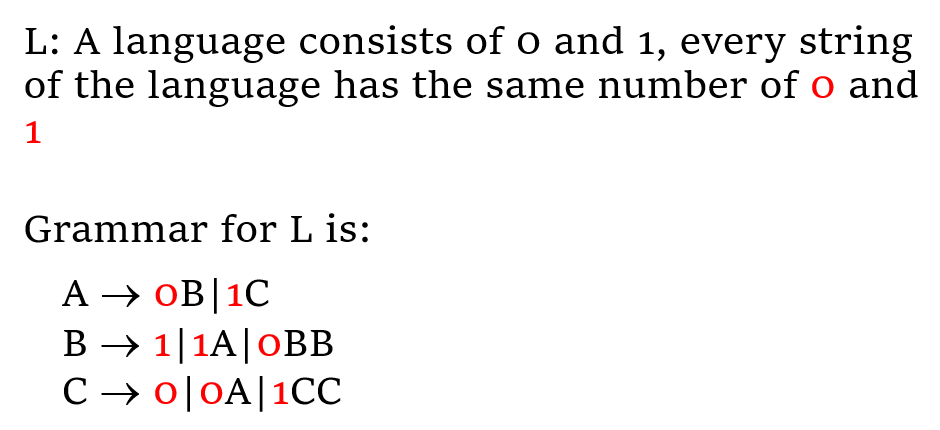 L: A language consists of 0 and 1, every string
of the language has the same number of 0 and
1
Grammar for L is:
A → 0B|1C
B → 1|1A|0BB
C → 0|0A|1CC